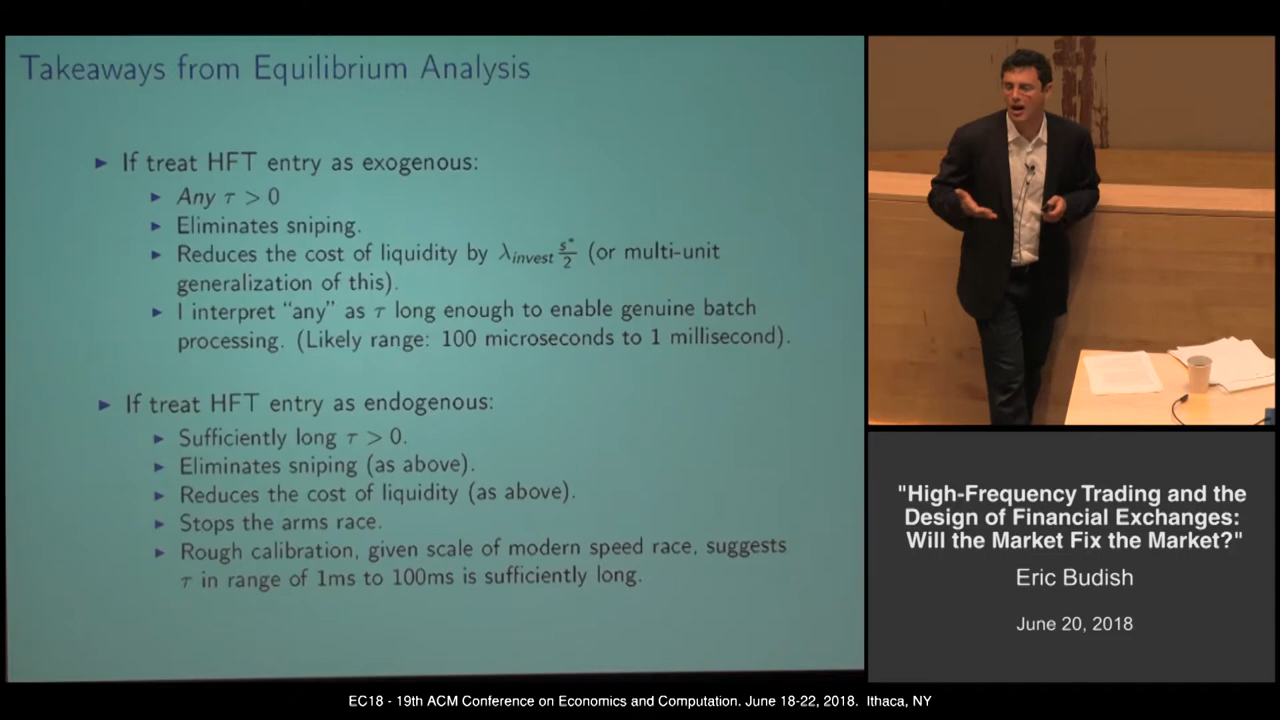 Takeaways from Equilibrium Analysis
► If treat HFT entry as exogenous:
► Any τ > 0
► Eliminates sniping.
► Reduces the cost of liquidity by λ_invest s*/2 (or multi-unit
generalization of this).
► I interpret "any" as τ long enough to enable genuine batch
processing. (Likely range: 100 microseconds to 1 millisecond).
► If treat HFT entry as endogenous:
► Sufficiently long τ > 0.
► Eliminates sniping (as above).
► Reduces the cost of liquidity (as above).
► Stops the arms race.
► Rough calibration, given scale of modern speed race, suggests
τ in range of 1ms to 100ms is sufficiently long.
"High-Frequency Trading and the
Design of Financial Exchanges:
Will the Market Fix the Market?"
Eric Budish
June 20, 2018
EC18 - 19th ACM Conference on Economics and Computation. June 18-22, 2018. Ithaca, NY